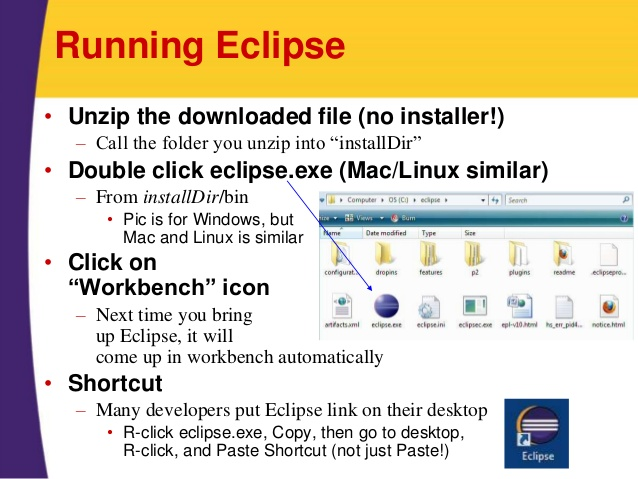 Running Eclipse
• Unzip the downloaded file (no installer!)
– Call the folder you unzip into “installDir”
• Double click eclipse.exe (Mac/Linux similar)
– From installDir/bin
• Pic is for Windows, but
Mac and Linux is similar
Computer ▸ OS (C:) ▸ eclipse ▸ Search
Views Burn
Name Date modified Type Size
configurat... dropins features p2 plugins readme .eclipsepro...
artifacts.xml eclipse.exe eclipse.ini eclipsec.exe epl-v10.html hs_err_pid4... notice.html
• Click on
“Workbench” icon
– Next time you bring
up Eclipse, it will
come up in workbench automatically
• Shortcut
– Many developers put Eclipse link on their desktop
• R-click eclipse.exe, Copy, then go to desktop,
R-click, and Paste Shortcut (not just Paste!)
Eclipse